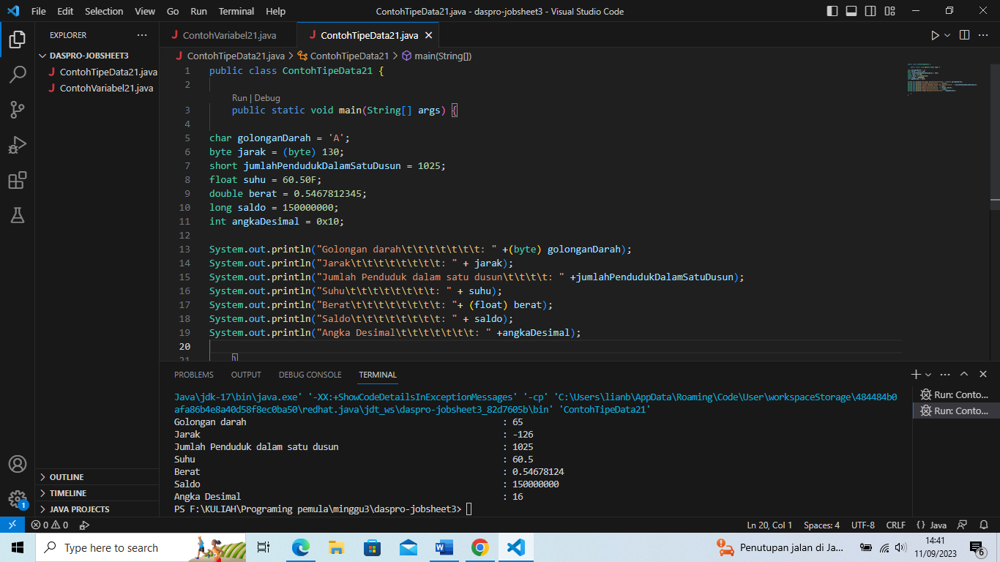 File Edit Selection View Go Run Terminal Help
ContohTipeData21.java - daspro-jobsheet3 - Visual Studio Code
EXPLORER
DASPRO-JOBSHEET3
ContohTipeData21.java
ContohVariabel21.java
OUTLINE
TIMELINE
JAVA PROJECTS
ContohVariabel21.java
ContohTipeData21.java
ContohTipeData21.java > ContohTipeData21 > main(String[])
1 public class ContohTipeData21 {
2
Run | Debug
3 public static void main(String[] args) {
4
5 char golonganDarah = 'A';
6 byte jarak = (byte) 130;
7 short jumlahPendudukDalamSatuDusun = 1025;
8 float suhu = 60.50F;
9 double berat = 0.5467812345;
10 long saldo = 150000000;
11 int angkaDesimal = 0x10;
12
13 System.out.println("Golongan darah\t\t\t\t\t\t\t: " +(byte) golonganDarah);
14 System.out.println("Jarak\t\t\t\t\t\t\t\t: " + jarak);
15 System.out.println("Jumlah Penduduk dalam satu dusun\t\t\t\t: " +jumlahPendudukDalamSatuDusun);
16 System.out.println("Suhu\t\t\t\t\t\t\t\t: " + suhu);
17 System.out.println("Berat\t\t\t\t\t\t\t\t: "+ (float) berat);
18 System.out.println("Saldo\t\t\t\t\t\t\t\t: " + saldo);
19 System.out.println("Angka Desimal\t\t\t\t\t\t\t: " +angkaDesimal);
20
21 }
PROBLEMS OUTPUT DEBUG CONSOLE TERMINAL
Java\jdk-17\bin\java.exe' '-XX:+ShowCodeDetailsInExceptionMessages' '-cp' 'C:\Users\lianb\AppData\Roaming\Code\User\workspaceStorage\484484b0
afa86b4e8a40d58f8ec0ba50\redhat.java\jdt_ws\daspro-jobsheet3_82d7605b\bin' 'ContohTipeData21'
Golongan darah : 65
Jarak : -126
Jumlah Penduduk dalam satu dusun : 1025
Suhu : 60.5
Berat : 0.54678124
Saldo : 150000000
Angka Desimal : 16
PS F:\KULIAH\Programing pemula\minggu3\daspro-jobsheet3>
Run: Conto...
Run: Conto...
1
0 0
Ln 20, Col 1 Spaces: 4 UTF-8 CRLF {} Java
Type here to search
Penutupan jalan di Ja...
14:41
11/09/2023
6